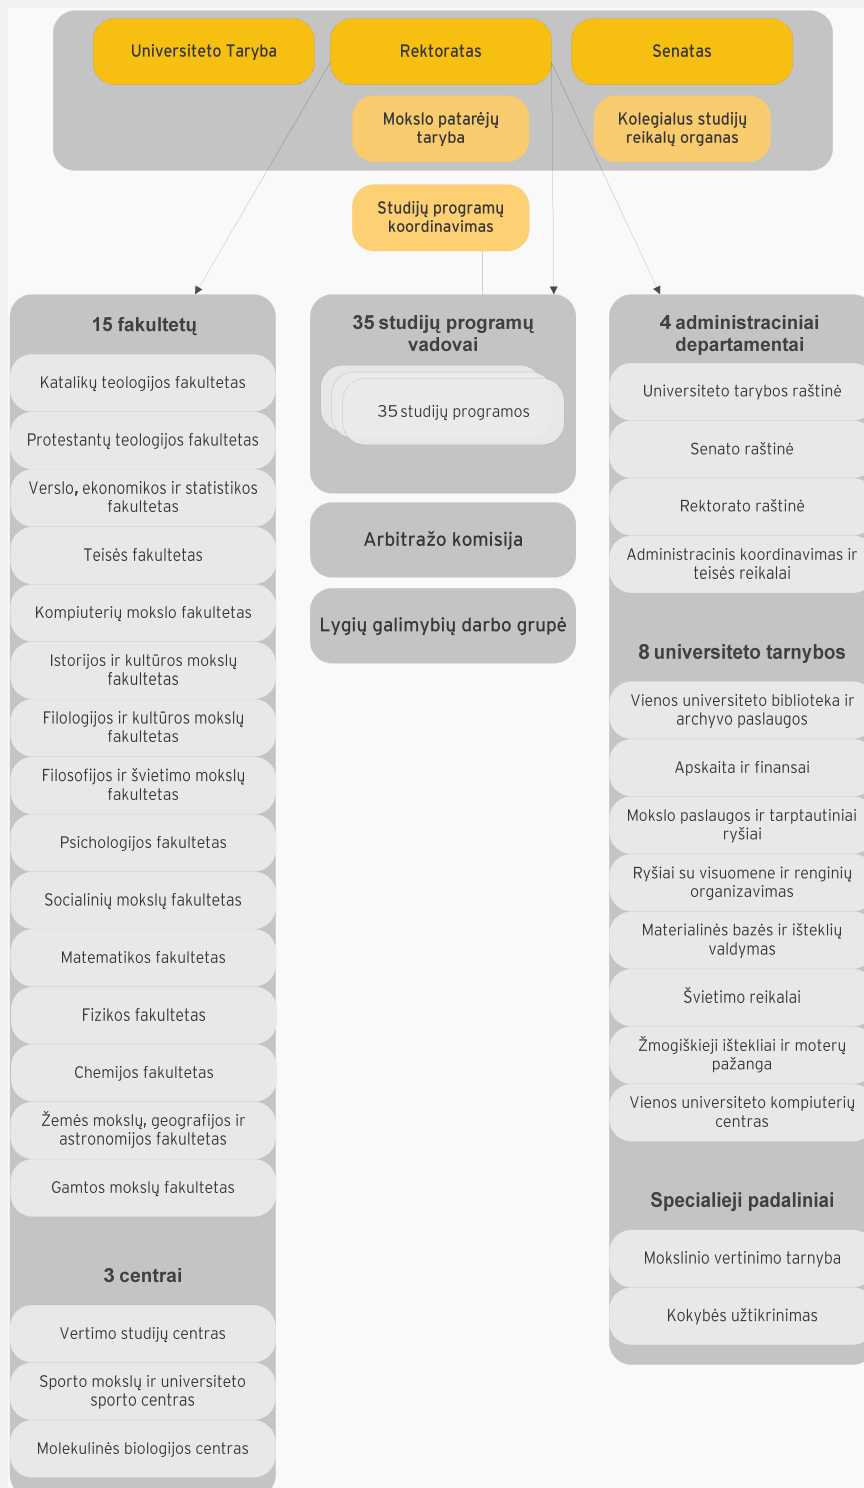 Universiteto Taryba
Rektoratas
Senatas
Mokslo patarėjų
taryba
Kolegialus studijų
reikalų organas
Studijų programų
koordinavimas
15 fakultetų
Katalikų teologijos fakultetas
Protestantų teologijos fakultetas
Verslo, ekonomikos ir statistikos
fakultetas
Teisės fakultetas
Kompiuterių mokslo fakultetas
Istorijos ir kultūros mokslų
fakultetas
Filologijos ir kultūros mokslų
fakultetas
Filosofijos ir švietimo mokslų
fakultetas
Psichologijos fakultetas
Socialinių mokslų fakultetas
Matematikos fakultetas
Fizikos fakultetas
Chemijos fakultetas
Žemės mokslų, geografijos ir
astronomijos fakultetas
Gamtos mokslų fakultetas
3 centrai
Vertimo studijų centras
Sporto mokslų ir universiteto
sporto centras
Molekulinės biologijos centras
35 studijų programų
vadovai
35 studijų programos
Arbitražo komisija
Lygių galimybių darbo grupė
4 administraciniai
departamentai
Universiteto tarybos raštinė
Senato raštinė
Rektorato raštinė
Administracinis koordinavimas ir
teisės reikalai
8 universiteto tarnybos
Vienos universiteto biblioteka ir
archyvo paslaugos
Apskaita ir finansai
Mokslo paslaugos ir tarptautiniai
ryšiai
Ryšiai su visuomene ir renginių
organizavimas
Materialinės bazės ir išteklių
valdymas
Švietimo reikalai
Žmogiškieji ištekliai ir moterų
pažanga
Vienos universiteto kompiuterių
centras
Specialieji padaliniai
Mokslinio vertinimo tarnyba
Kokybės užtikrinimas